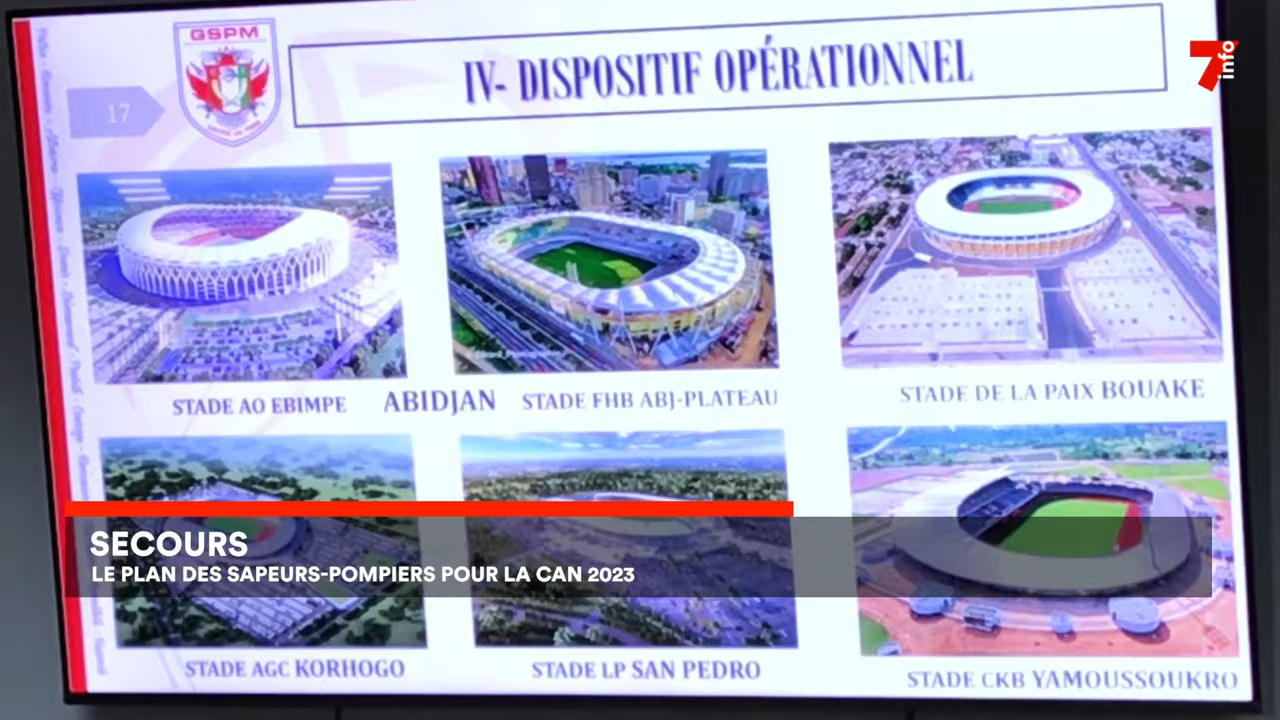 GSPM
IV- DISPOSITIF OPÉRATIONNEL
7info
17
STADE AO EBIMPE
ABIDJAN
STADE FHB ABJ-PLATEAU
STADE DE LA PAIX BOUAKE
SECOURS
LE PLAN DES SAPEURS-POMPIERS POUR LA CAN 2023
STADE AGC KORHOGO
STADE LP SAN PEDRO
STADE CKB YAMOUSSOUKRO